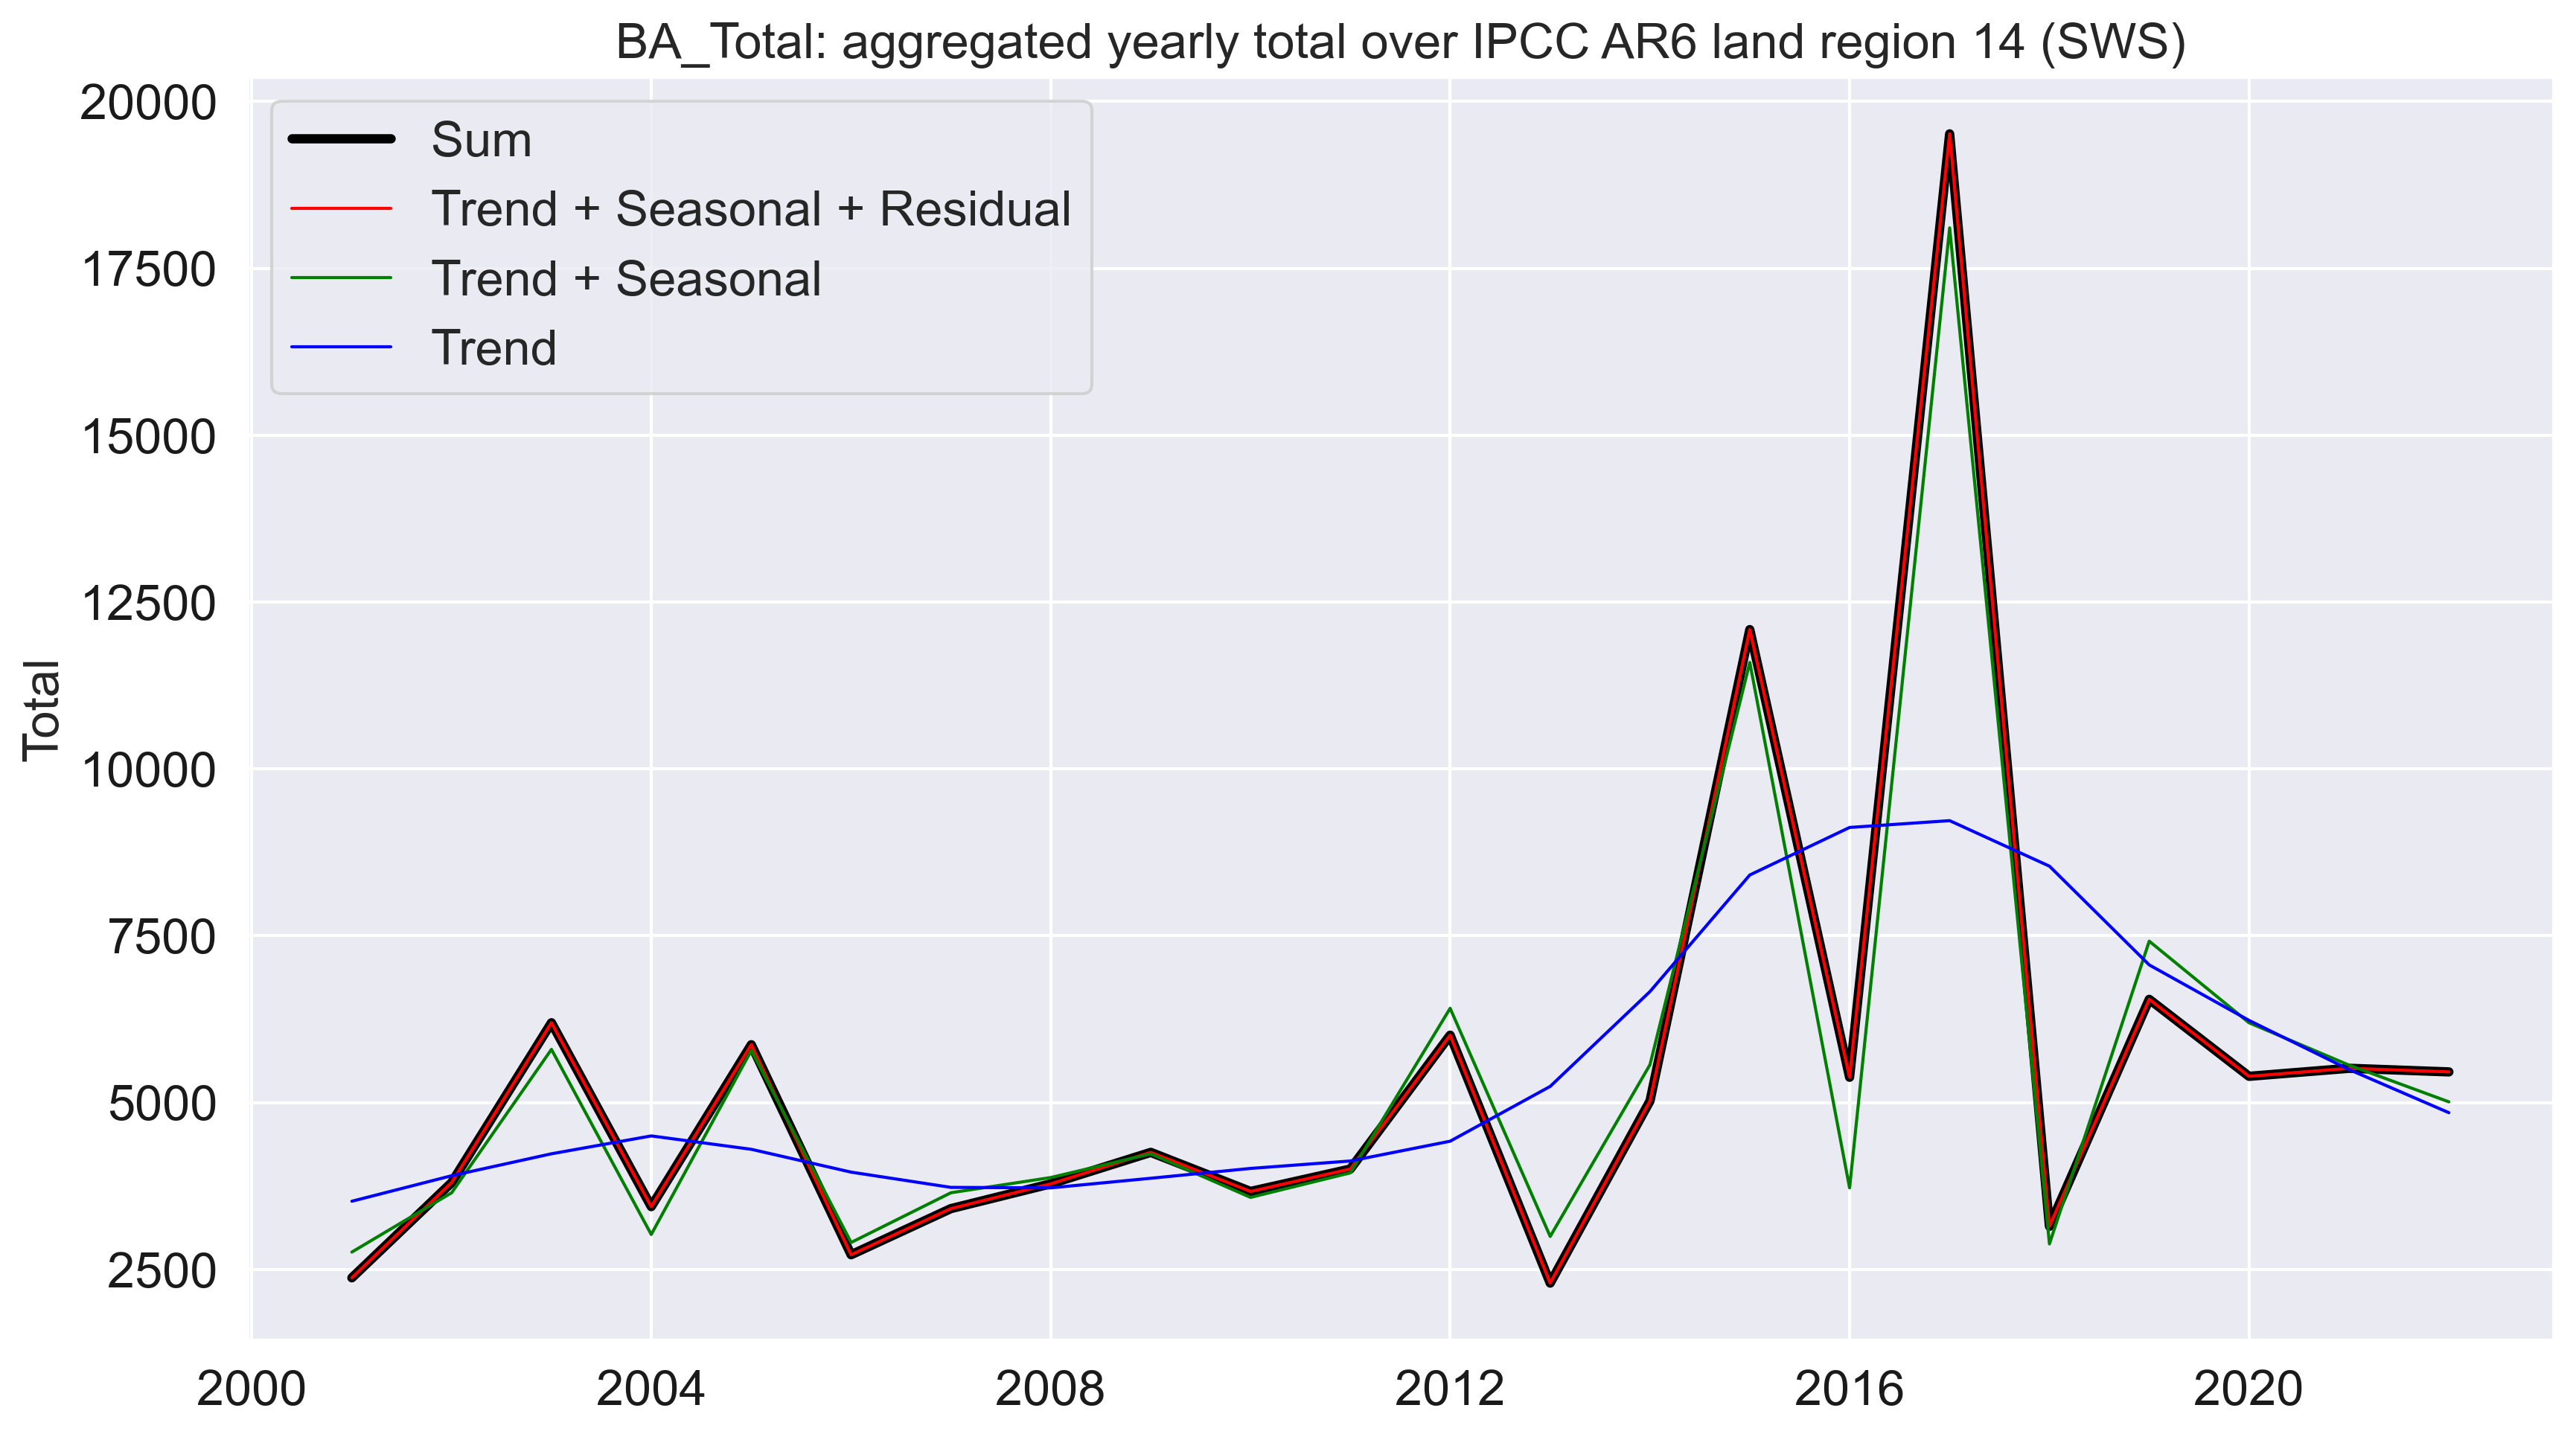 BA_Total: aggregated yearly total over IPCC AR6 land region 14 (SWS)
Sum
Trend + Seasonal + Residual
Trend + Seasonal
Trend
20000
17500
15000
12500
10000
7500
5000
2500
Total
2000 2004 2008 2012 2016 2020